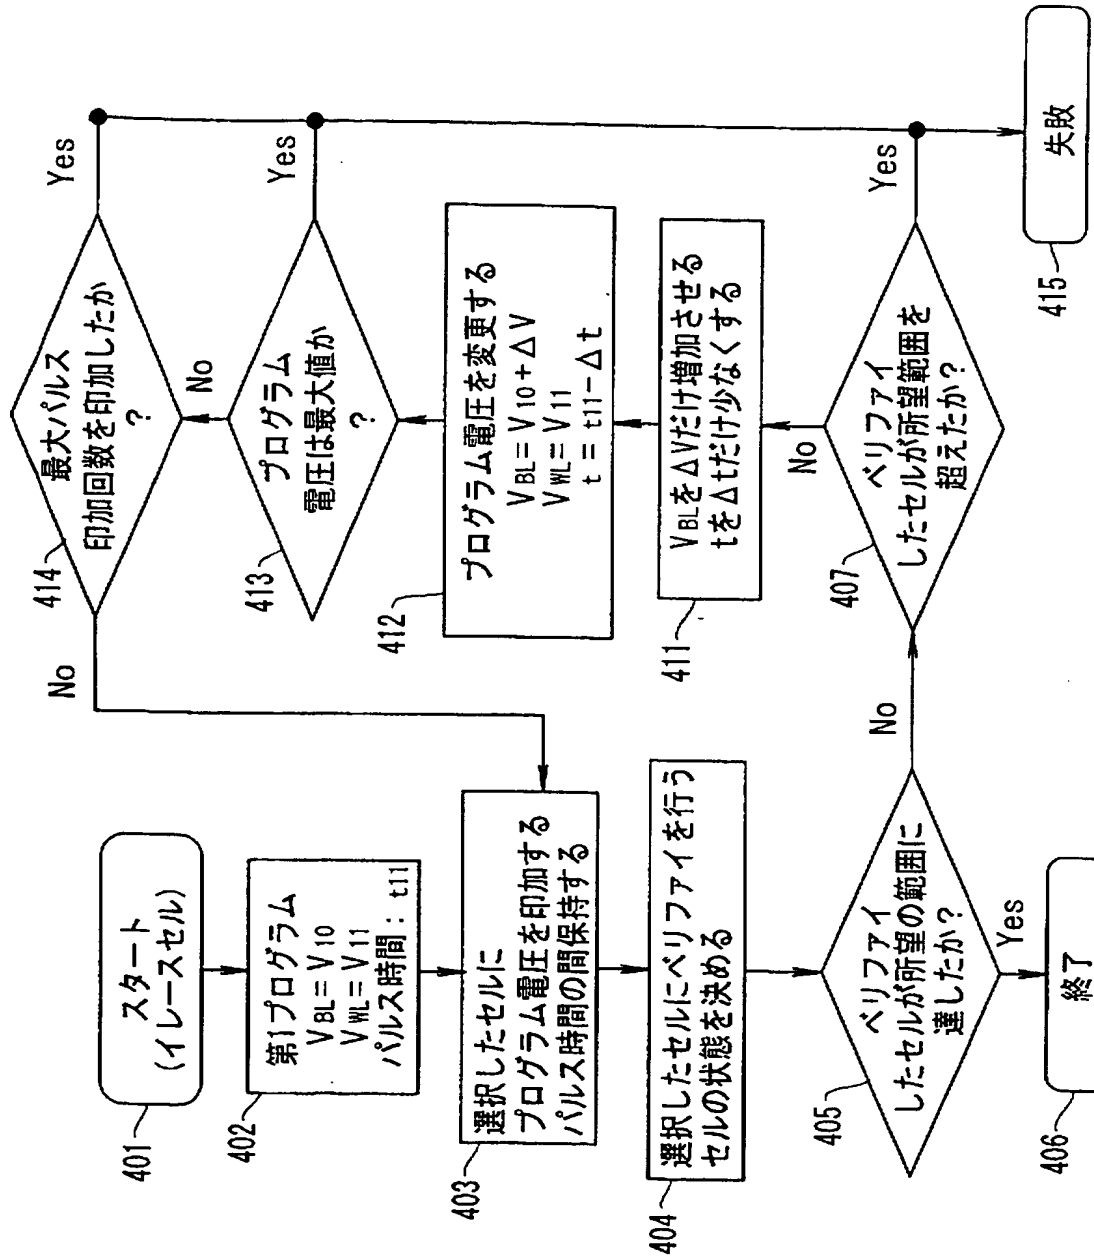 スタート
(イレースセル)
401
第1プログラム
VBL=V10
VWL=V11
パルス時間：t11
402
選択したセルに
プログラム電圧を印加する
パルス時間の間保持する
403
選択したセルにベリファイを行う
セルの状態を決める
404
ベリファイ
したセルが所望の範囲に
達したか？
405
No
Yes
終了
406
ベリファイ
したセルが所望範囲を
超えたか？
407
No
Yes
VBLをΔVだけ増加させる
tをΔtだけ少なくする
411
プログラム電圧を変更する
VBL=V10+ΔV
VWL=V11
t=t11-Δt
412
プログラム
電圧は最大値か
？
413
No
Yes
最大パルス
印加回数を印加したか
？
414
No
Yes
失敗
415